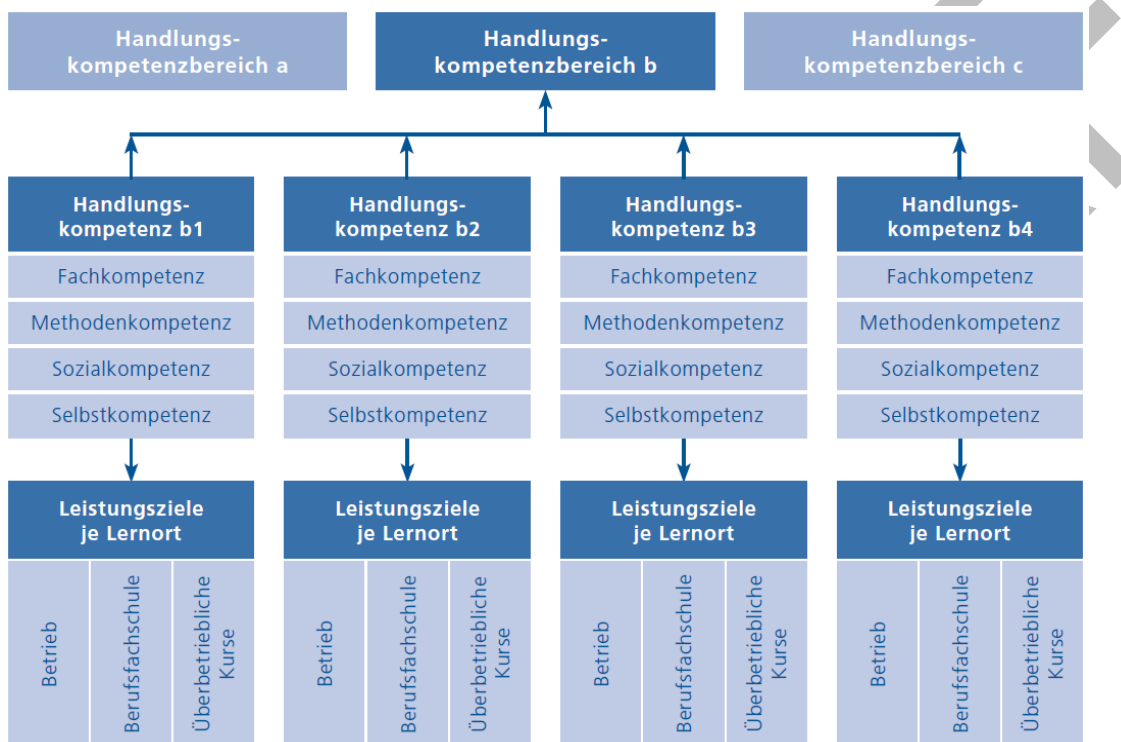 Handlungs-
kompetenzbereich a
Handlungs-
kompetenzbereich b
Handlungs-
kompetenzbereich c
Handlungs-
kompetenz b1
Fachkompetenz
Methodenkompetenz
Sozialkompetenz
Selbstkompetenz
Leistungsziele
je Lernort
Betrieb
Berufsfachschule
Überbetriebliche
Kurse
Handlungs-
kompetenz b2
Fachkompetenz
Methodenkompetenz
Sozialkompetenz
Selbstkompetenz
Leistungsziele
je Lernort
Betrieb
Berufsfachschule
Überbetriebliche
Kurse
Handlungs-
kompetenz b3
Fachkompetenz
Methodenkompetenz
Sozialkompetenz
Selbstkompetenz
Leistungsziele
je Lernort
Betrieb
Berufsfachschule
Überbetriebliche
Kurse
Handlungs-
kompetenz b4
Fachkompetenz
Methodenkompetenz
Sozialkompetenz
Selbstkompetenz
Leistungsziele
je Lernort
Betrieb
Berufsfachschule
Überbetriebliche
Kurse